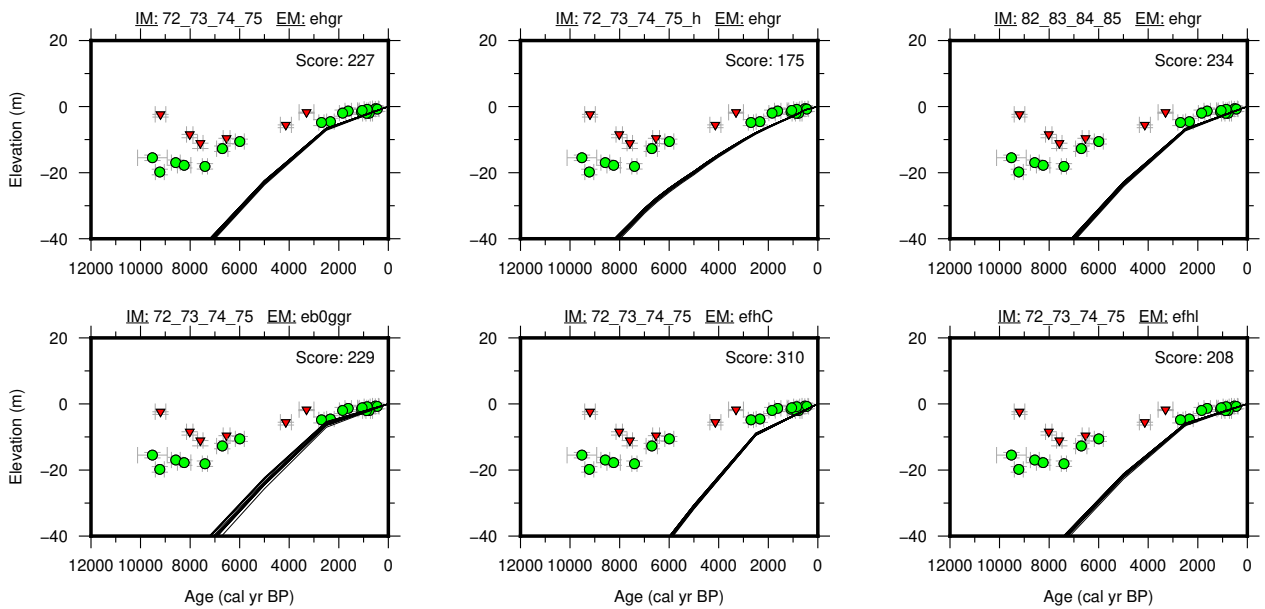 IM: 72_73_74_75 EM: ehgr
IM: 72_73_74_75_h EM: ehgr
IM: 82_83_84_85 EM: ehgr
Score: 227
Score: 175
Score: 234
Elevation (m)
20
0
−20
−40
12000 10000 8000 6000 4000 2000 0
20
0
−20
−40
12000 10000 8000 6000 4000 2000 0
20
0
−20
−40
12000 10000 8000 6000 4000 2000 0
IM: 72_73_74_75 EM: eb0ggr
IM: 72_73_74_75 EM: efhC
IM: 72_73_74_75 EM: efhl
Score: 229
Score: 310
Score: 208
Elevation (m)
20
0
−20
−40
12000 10000 8000 6000 4000 2000 0
20
0
−20
−40
12000 10000 8000 6000 4000 2000 0
20
0
−20
−40
12000 10000 8000 6000 4000 2000 0
Age (cal yr BP)
Age (cal yr BP)
Age (cal yr BP)